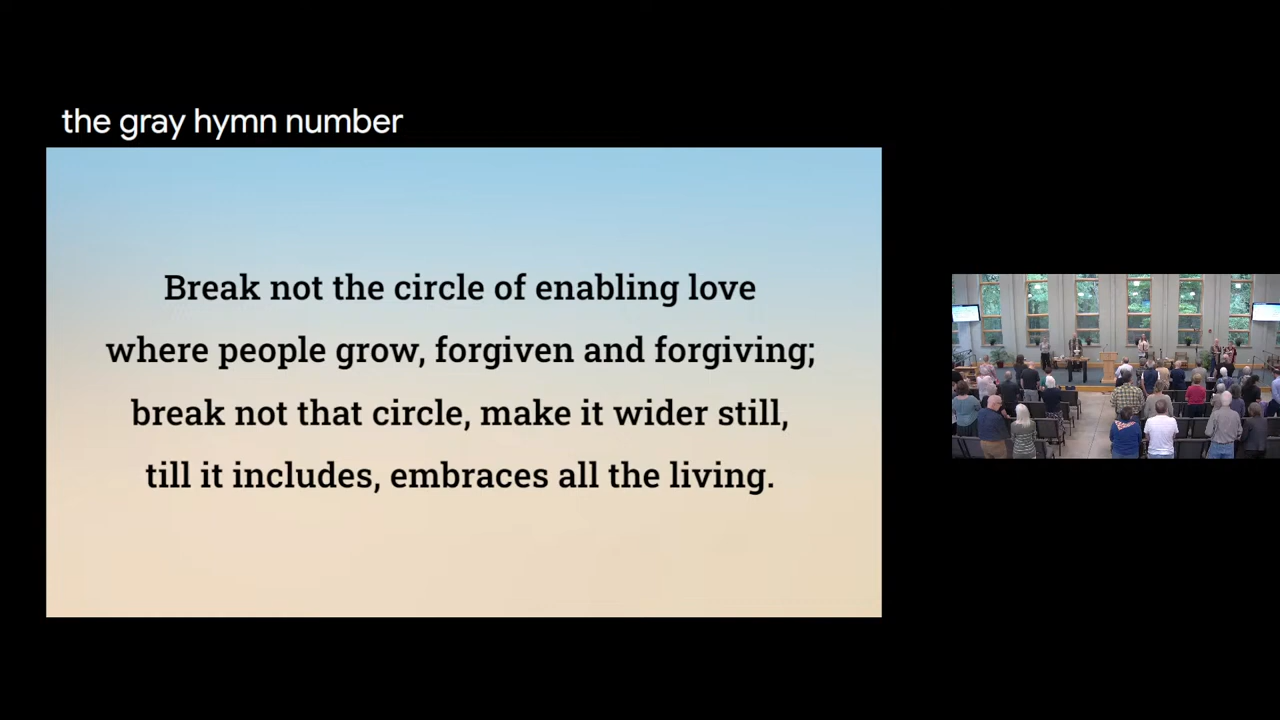 the gray hymn number
Break not the circle of enabling love
where people grow, forgiven and forgiving;
break not that circle, make it wider still,
till it includes, embraces all the living.